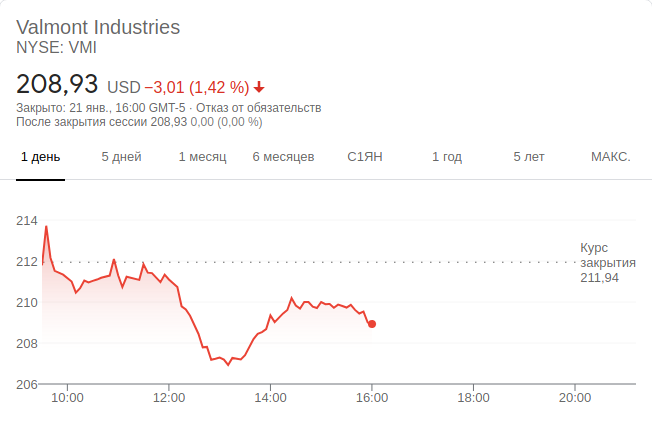 Valmont Industries
NYSE: VMI
208,93 USD −3,01 (1,42 %)
Закрыто: 21 янв., 16:00 GMT-5 · Отказ от обязательств
После закрытия сессии 208,93 0,00 (0,00 %)
1 день 5 дней 1 месяц 6 месяцев С1ЯН 1 год 5 лет МАКС.
214
212
210
208
206
Курс
закрытия
211,94
10:00 12:00 14:00 16:00 18:00 20:00